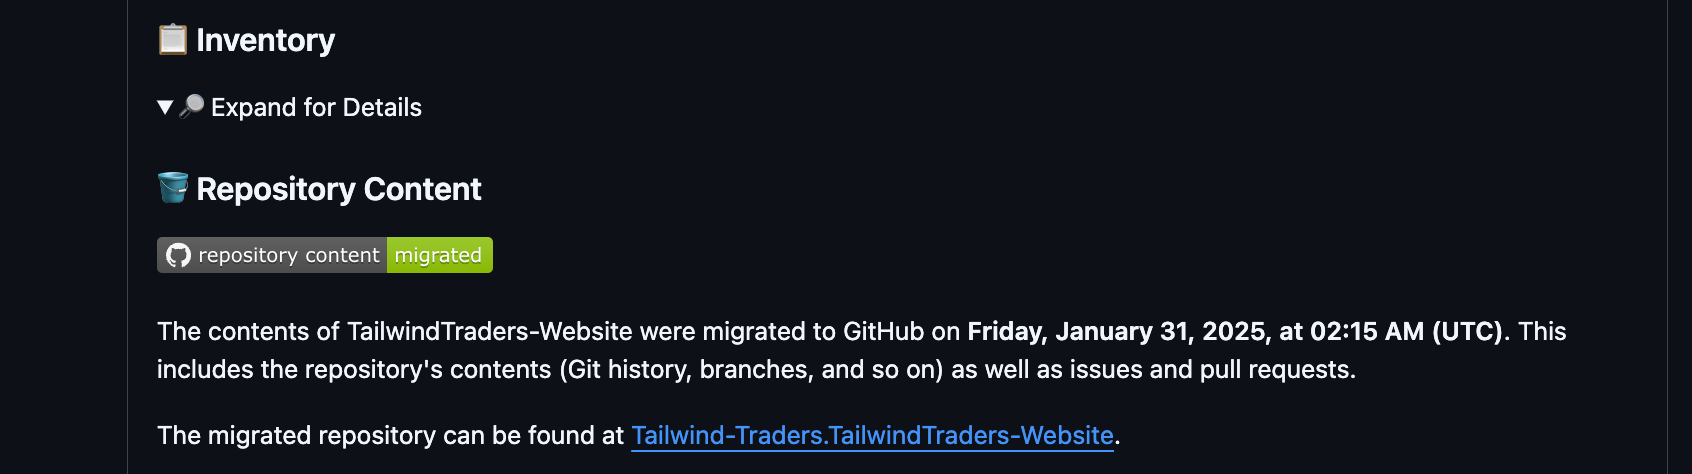 📋 Inventory
▼ 🔎 Expand for Details
🪣 Repository Content
repository content migrated
The contents of TailwindTraders-Website were migrated to GitHub on Friday, January 31, 2025, at 02:15 AM (UTC). This
includes the repository's contents (Git history, branches, and so on) as well as issues and pull requests.
The migrated repository can be found at Tailwind-Traders.TailwindTraders-Website.